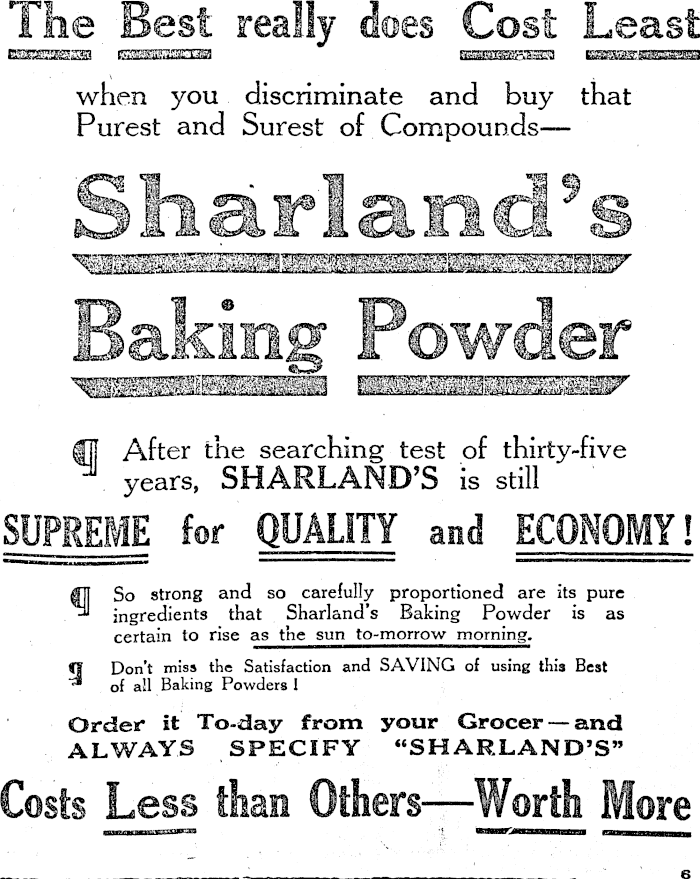 The Best really does Cost Least
when you discriminate and buy that
Purest and Surest of Compounds—
Sharland's
Baking Powder
¶ After the searching test of thirty-five
years, SHARLAND'S is still
SUPREME for QUALITY and ECONOMY!
¶ So strong and so carefully proportioned are its pure
ingredients that Sharland's Baking Powder is as
certain to rise as the sun to-morrow morning.
¶ Don't miss the Satisfaction and SAVING of using this Best
of all Baking Powders!
Order it To-day from your Grocer—and
ALWAYS SPECIFY "SHARLAND'S"
Costs Less than Others—Worth More
6